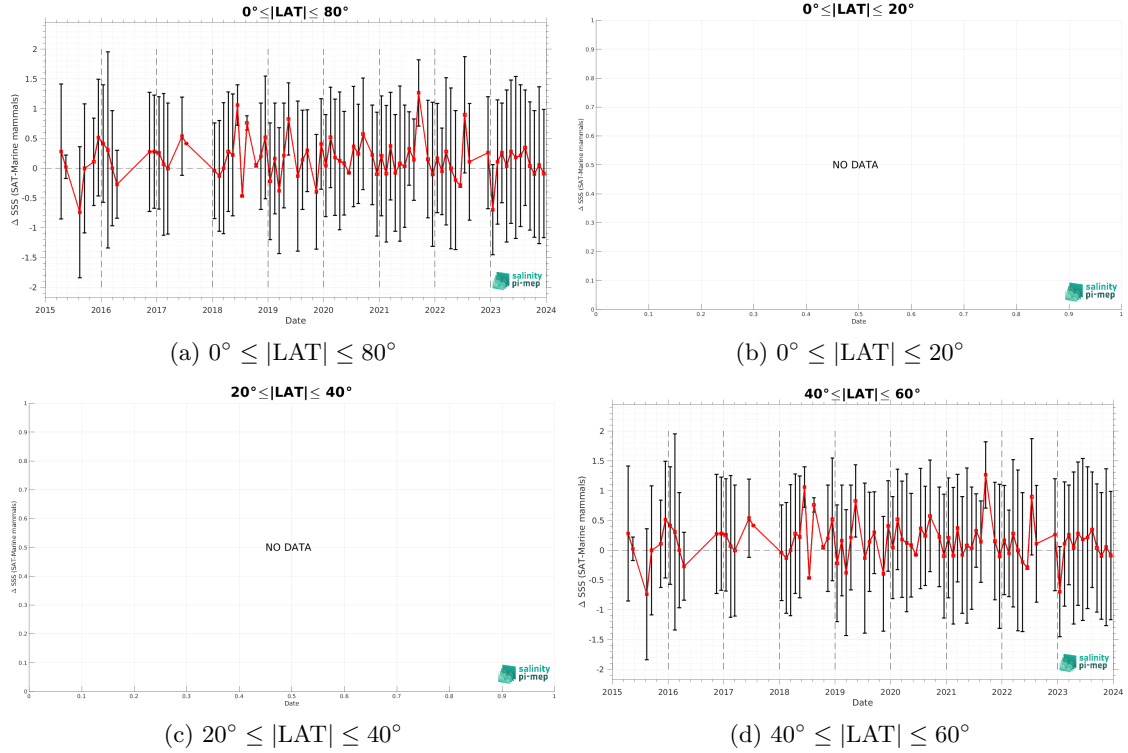 0°≤|LAT|≤ 80°
Δ SSS (SAT-Marine mammals)
2
1.5
1
0.5
0
-0.5
-1
-1.5
-2
2015 2016 2017 2018 2019 2020 2021 2022 2023 2024
Date
salinity
pi-mep
(a) 0° ≤ |LAT| ≤ 80°
0°≤|LAT|≤ 20°
Δ SSS (SAT-Marine mammals)
1
0.9
0.8
0.7
0.6
0.5
0.4
0.3
0.2
0.1
0
NO DATA
0 0.1 0.2 0.3 0.4 0.5 0.6 0.7 0.8 0.9 1
Date
salinity
pi-mep
(b) 0° ≤ |LAT| ≤ 20°
20°≤|LAT|≤ 40°
Δ SSS (SAT-Marine mammals)
1
0.9
0.8
0.7
0.6
0.5
0.4
0.3
0.2
0.1
0
NO DATA
0 0.1 0.2 0.3 0.4 0.5 0.6 0.7 0.8 0.9 1
Date
salinity
pi-mep
(c) 20° ≤ |LAT| ≤ 40°
40°≤|LAT|≤ 60°
Δ SSS (SAT-Marine mammals)
2
1.5
1
0.5
0
-0.5
-1
-1.5
-2
2015 2016 2017 2018 2019 2020 2021 2022 2023 2024
Date
salinity
pi-mep
(d) 40° ≤ |LAT| ≤ 60°